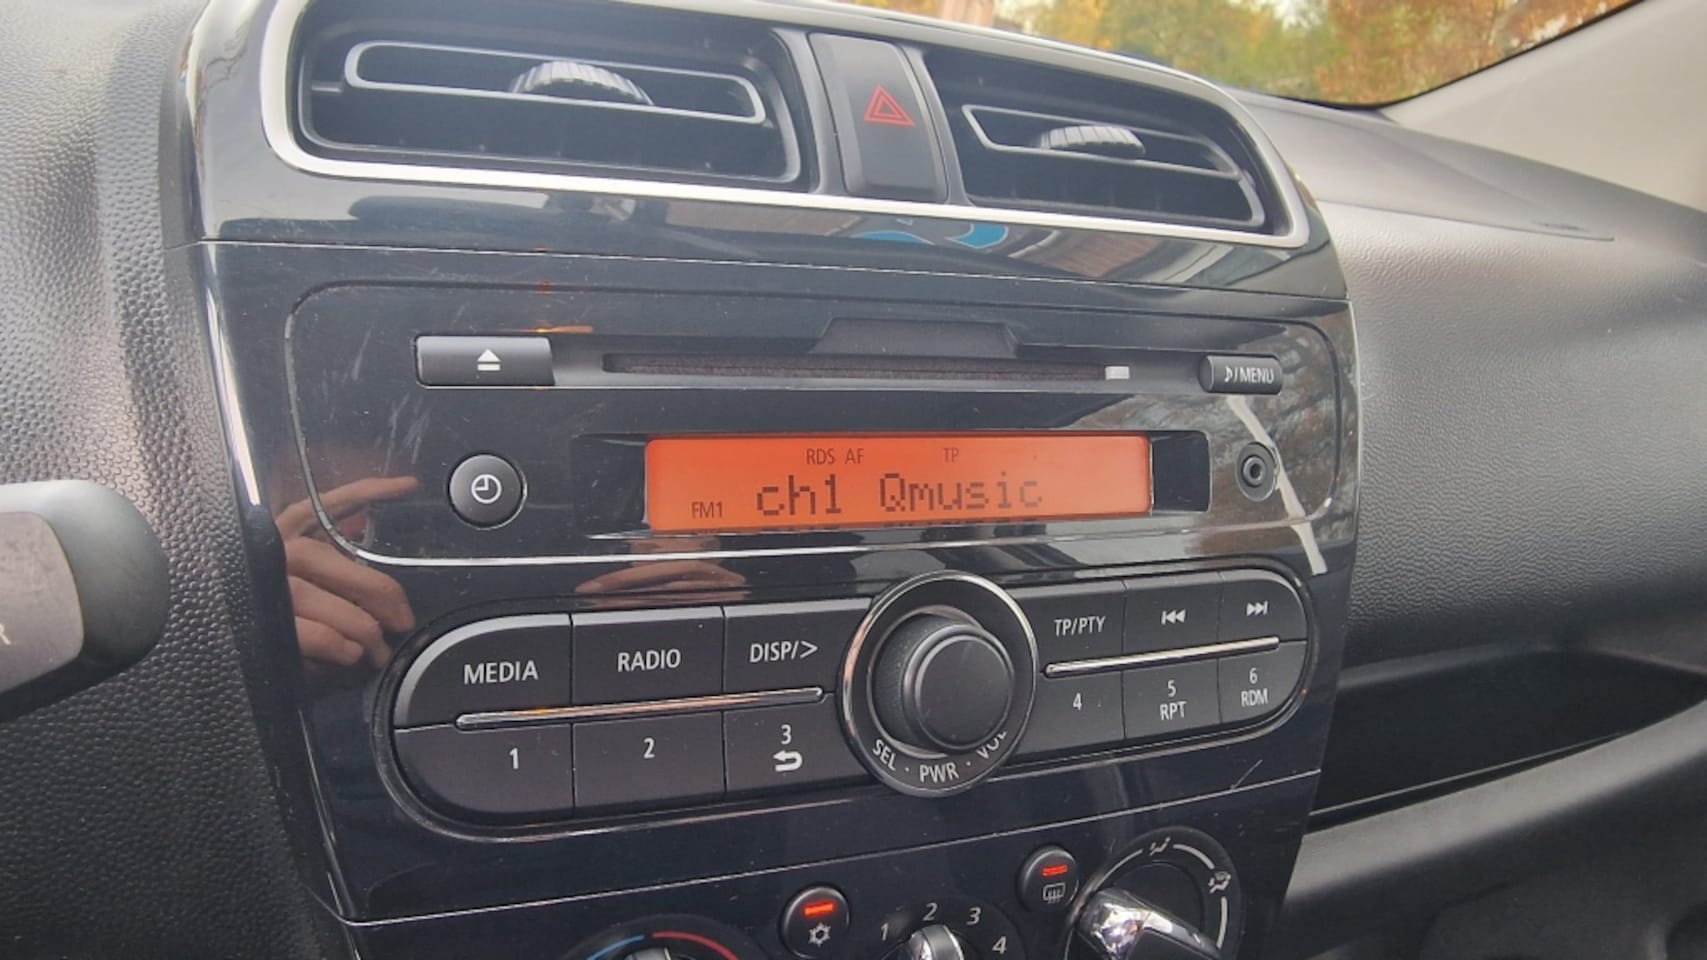 ♪/MENU
RDS AF TP
FM1 ch1 Qmusic
MEDIA RADIO DISP/> TP/PTY
1 2 3 4 5 6
RPT RDM
SEL · PWR · VOL
1 2 3 4
R